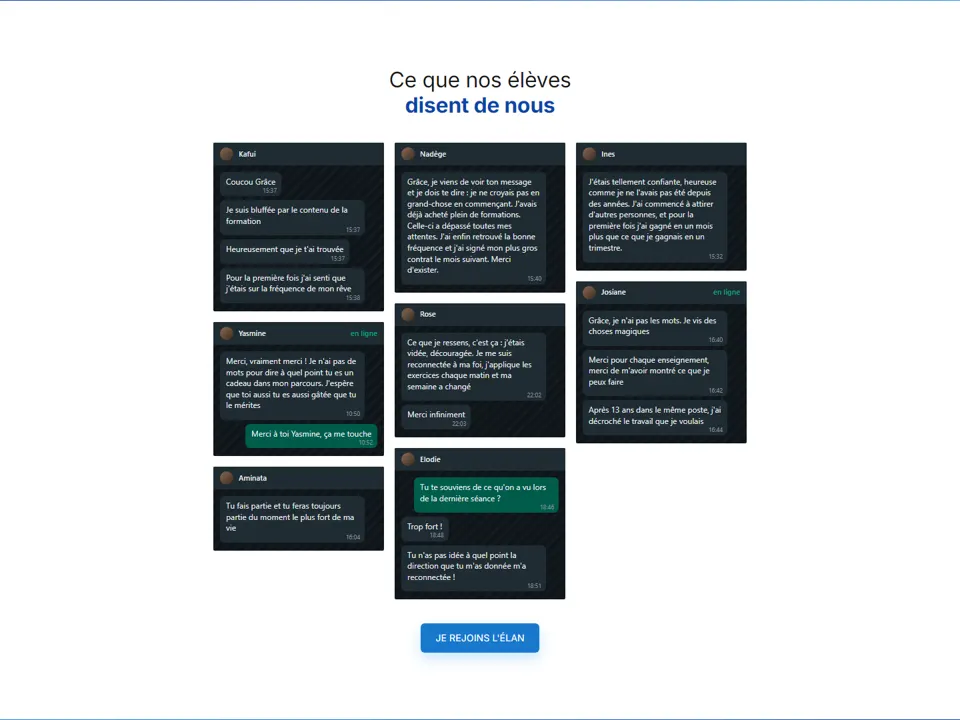 Ce que nos élèves
disent de nous
Kafui
Coucou Grâce
15:37
Je suis bluffée par le contenu de la
formation
15:37
Heureusement que je t'ai trouvée
15:37
Pour la première fois j'ai senti que
j'étais sur la fréquence de mon rêve
15:38
Yasmine
en ligne
Merci, vraiment merci ! Je n'aí pas de
mots pour dire à quel point tu es un
cadeau dans mon parcours. J'espère
que toi aussi tu es aussi gâtée que tu
le mérites
10:50
Merci à toi Yasmine, ça me touche
10:52
Aminata
Tu fais partie et tu feras toujours
partie du moment le plus fort de ma
vie
16:04
Nadège
Grâce, je viens de voir ton message
et je dois te dire : je ne croyais pas en
grand-chose en commençant. J'avais
déjà acheté plein de formations.
Celle-ci a dépassé toutes mes
attentes. J'ai enfin retrouvé la bonne
fréquence et j'ai signé mon plus gros
contrat le mois suivant. Merci
d'exister.
15:40
Rose
Ce que je ressens, c'est ça : j'étais
vidée, découragée. Je me suis
reconnectée à ma foi, j'applique les
exercices chaque matin et ma
semaine a changé
22:02
Merci infiniment
22:03
Elodie
Tu te souviens de ce qu'on a vu lors
de la dernière séance ?
18:46
Trop fort !
18:48
Tu n'as pas idée à quel point la
direction que tu m'as donnée m'a
reconnectée !
18:51
Ines
J'étais tellement confiante, heureuse
comme je ne l'avais pas été depuis
des années. J'ai commencé à attirer
d'autres personnes, et pour la
première fois j'ai gagné en un mois
plus que ce que je gagnais en un
trimestre.
15:32
Josiane
en ligne
Grâce, je n'ai pas les mots. Je vis des
choses magiques
16:40
Merci pour chaque enseignement,
merci de m'avoir montré ce que je
peux faire
16:42
Après 13 ans dans le même poste, j'ai
décroché le travail que je voulais
16:44
JE REJOINS L'ÉLAN